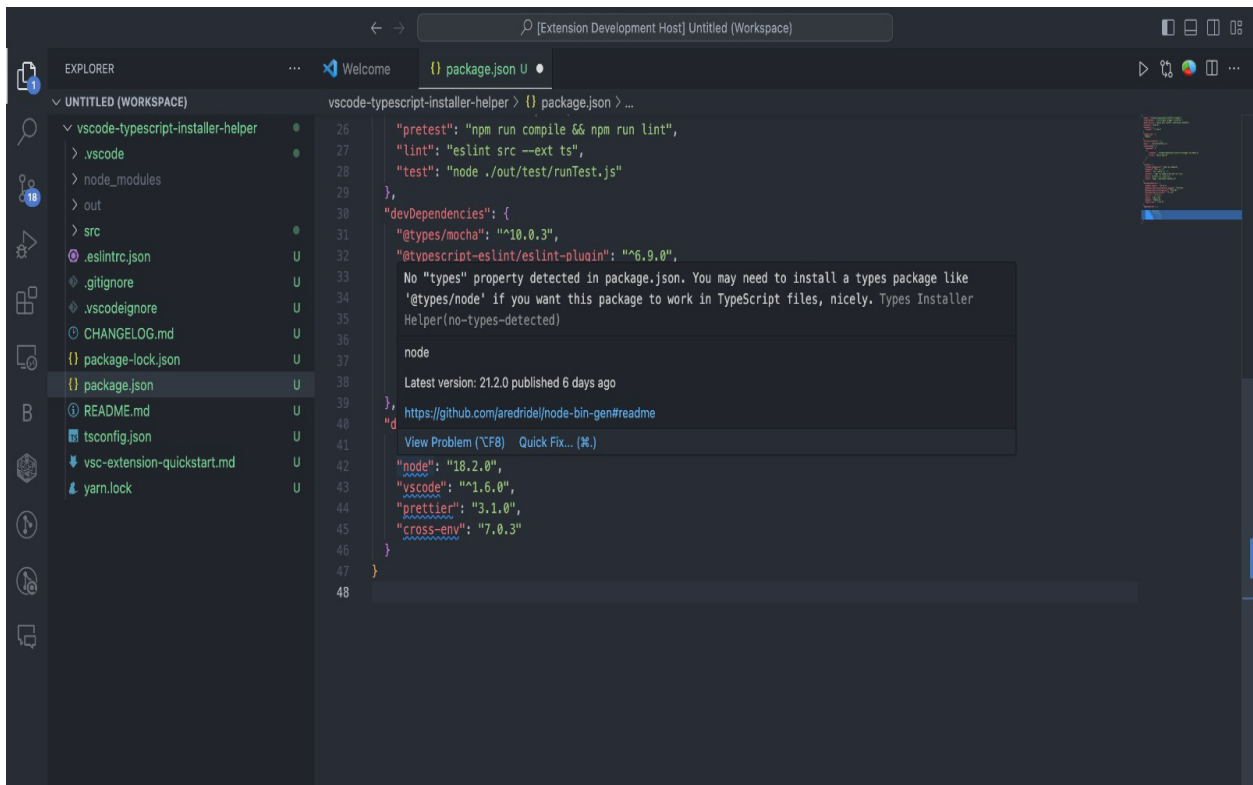 [Extension Development Host] Untitled (Workspace)
EXPLORER
Welcome
{} package.json U
UNTITLED (WORKSPACE)
vscode-typescript-installer-helper > {} package.json > ...
vscode-typescript-installer-helper
.vscode
node_modules
out
src
.eslintrc.json U
.gitignore U
.vscodeignore U
CHANGELOG.md U
{} package-lock.json U
{} package.json U
README.md U
tsconfig.json U
vsc-extension-quickstart.md U
yarn.lock U
1
18
26 "pretest": "npm run compile && npm run lint",
27 "lint": "eslint src --ext ts",
28 "test": "node ./out/test/runTest.js"
29 },
30 "devDependencies": {
31 "@types/mocha": "^10.0.3",
32 "@typescript-eslint/eslint-plugin": "^6.9.0",
33
34
35
36
37
38
39 },
40 "d
41
No "types" property detected in package.json. You may need to install a types package like
'@types/node' if you want this package to work in TypeScript files, nicely. Types Installer
Helper(no-types-detected)
node
Latest version: 21.2.0 published 6 days ago
https://github.com/aredridel/node-bin-gen#readme
View Problem (⌥F8) Quick Fix... (⌘.)
42 "node": "18.2.0",
43 "vscode": "^1.6.0",
44 "prettier": "3.1.0",
45 "cross-env": "7.0.3"
46 }
47 }
48